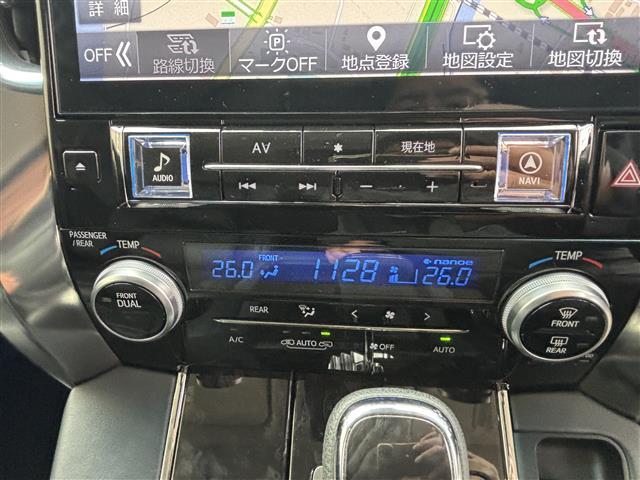 詳細
OFF 路線切換 マークOFF 地点登録 地図設定 地図切換
AV * 現在地
AUDIO NAVI
PASSENGER
/REAR
TEMP TEMP
FRONT nanoe
26.0 1128 26.0
FRONT
DUAL
REAR
FRONT
REAR
A/C AUTO OFF AUTO